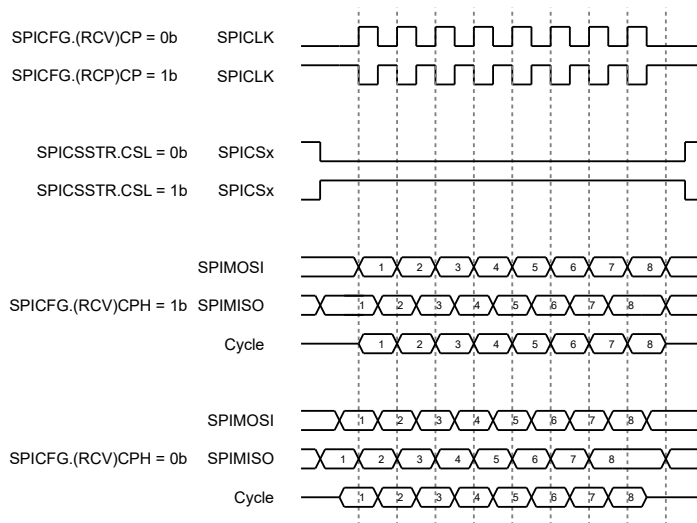 SPICFG.(RCV)CP = 0b SPICLK
SPICFG.(RCP)CP = 1b SPICLK
SPICSSTR.CSL = 0b SPICSx
SPICSSTR.CSL = 1b SPICSx
SPIMOSI 1 2 3 4 5 6 7 8
SPICFG.(RCV)CPH = 1b SPIMISO 1 2 3 4 5 6 7 8
Cycle 1 2 3 4 5 6 7 8
SPIMOSI 1 2 3 4 5 6 7 8
SPICFG.(RCV)CPH = 0b SPIMISO 1 2 3 4 5 6 7 8
Cycle 1 2 3 4 5 6 7 8